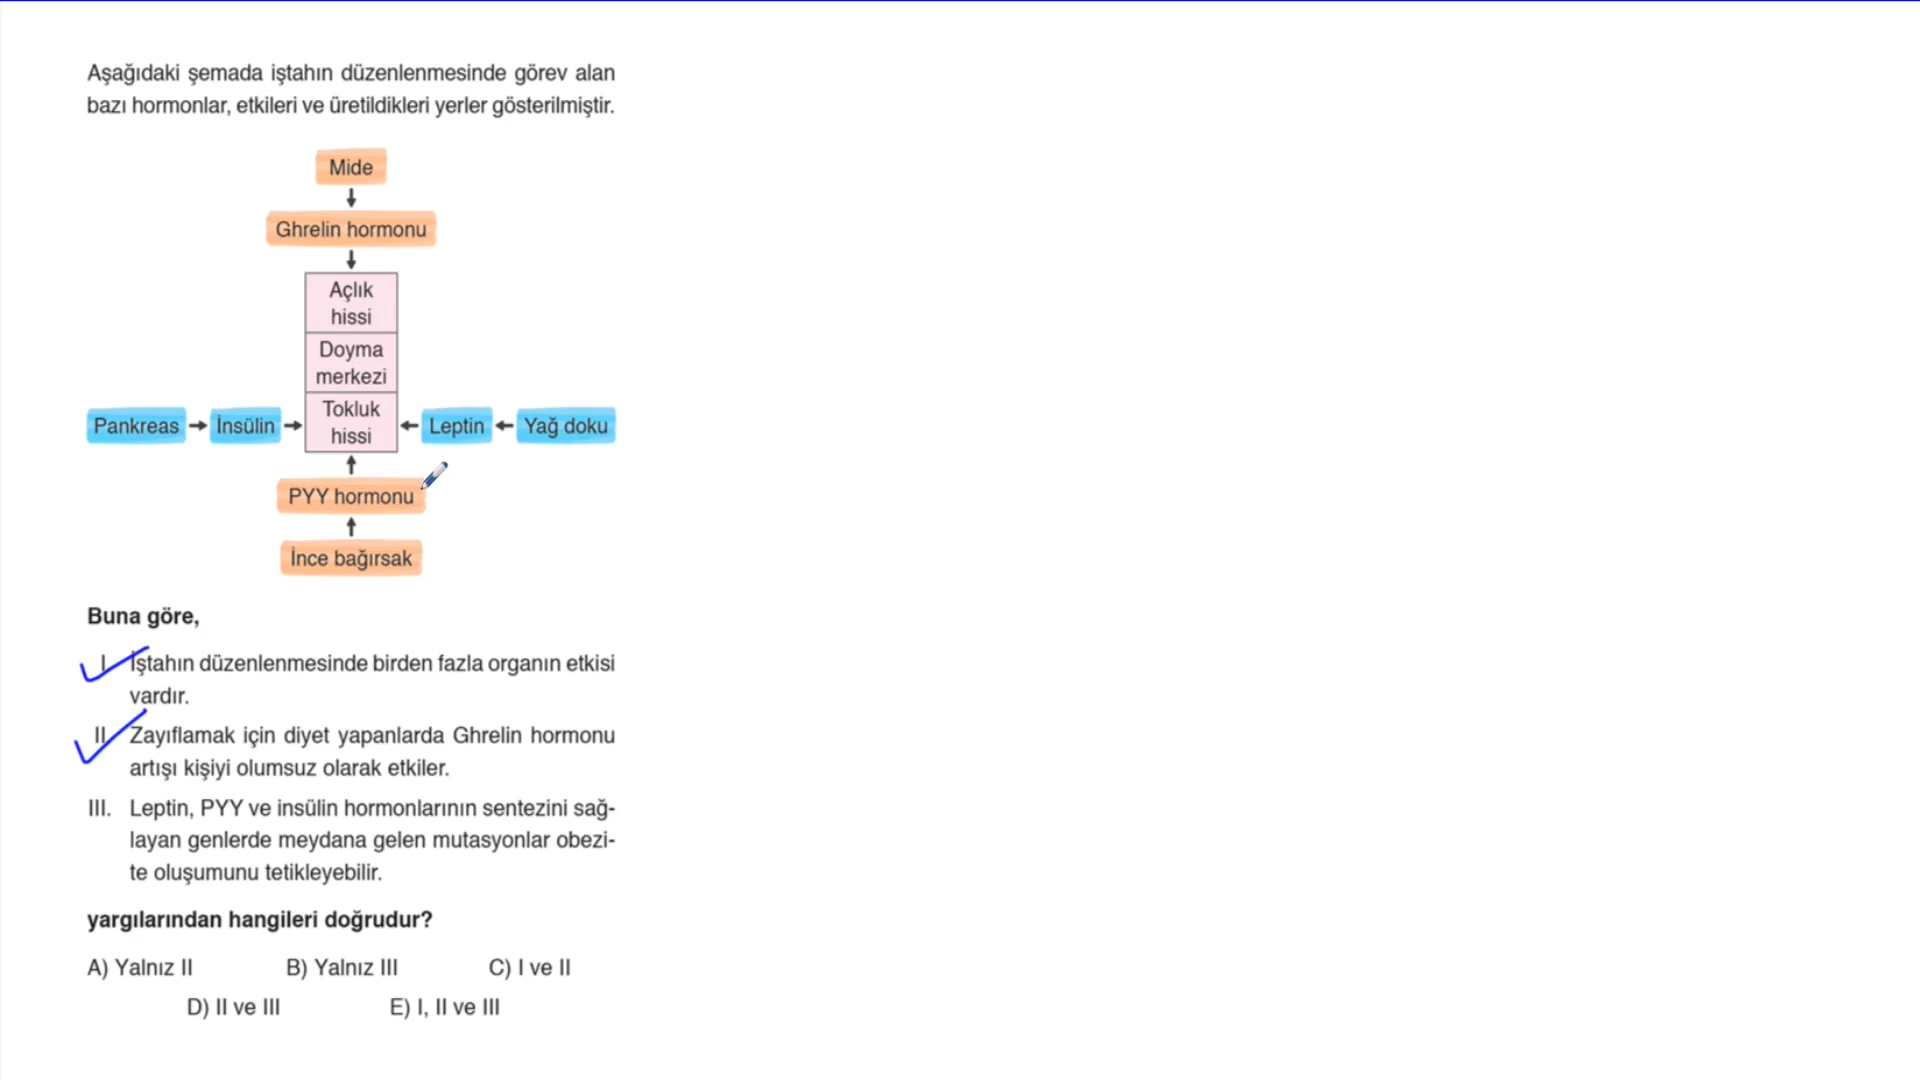 Aşağıdaki şemada iştahın düzenlenmesinde görev alan
bazı hormonlar, etkileri ve üretildikleri yerler gösterilmiştir.
Mide
Ghrelin hormonu
Açlık
hissi
Doyma
merkezi
Pankreas İnsülin Tokluk hissi Leptin Yağ doku
PYY hormonu
İnce bağırsak
Buna göre,
I. İştahın düzenlenmesinde birden fazla organın etkisi
vardır.
II. Zayıflamak için diyet yapanlarda Ghrelin hormonu
artışı kişiyi olumsuz olarak etkiler.
III. Leptin, PYY ve insülin hormonlarının sentezini sağ-
layan genlerde meydana gelen mutasyonlar obezi-
te oluşumunu tetikleyebilir.
yargılarından hangileri doğrudur?
A) Yalnız II B) Yalnız III C) I ve II
D) II ve III E) I, II ve III